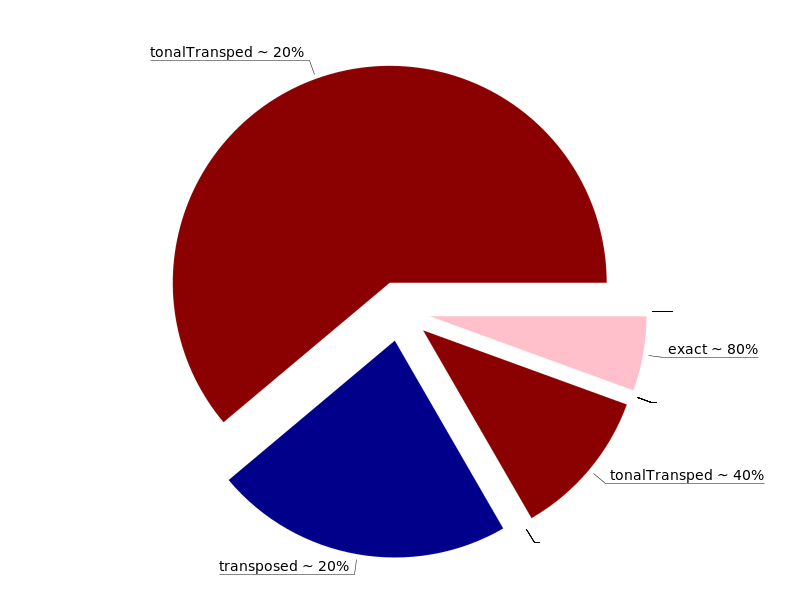 tonalTransped ~ 20%
exact ~ 80%
tonalTransped ~ 40%
transposed ~ 20%